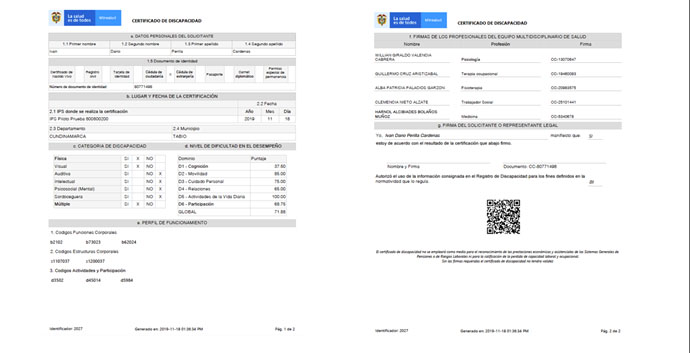 La salud
es de todos
Minsalud
CERTIFICADO DE DISCAPACIDAD
a. DATOS PERSONALES DEL SOLICITANTE
1.1 Primer nombre 1.2 Segundo nombre 1.3 Primer apellido 1.4 Segundo apellido
Ivan Dario Perilla Cardenas
1.5 Documento de identidad
Certificado de nacido vivo Registro civil Tarjeta de identidad Cédula de ciudadanía x Cédula de extranjería Pasaporte Carnet diplomático Permiso especial de permanencia
Número de documento de identidad 80771498
b. LUGAR Y FECHA DE LA CERTIFICACIÓN
2.2 Fecha
2.1 IPS donde se realiza la certificación Año Mes Día
IPS Piloto Prueba 800800200 2019 11 18
2.3 Departamento 2.4 Municipio
CUNDINAMARCA TABIO
c. CATEGORIA DE DISCAPACIDAD
Física SI X NO
Visual SI X NO
Auditiva SI NO X
Intelectual SI NO X
Psicosocial (Mental) SI NO X
Sordoceguera SI NO X
Múltiple SI X NO
d. NIVEL DE DIFICULTAD EN EL DESEMPEÑO
Dominio Puntaje
D1 - Cognición 37.50
D2 - Movilidad 85.00
D3 - Cuidado Personal 75.00
D4 - Relaciones 65.00
D5 - Actividades de la Vida Diaria 100.00
D6 - Participación 68.75
GLOBAL 71.88
e. PERFIL DE FUNCIONAMIENTO
1. Codigos Funciones Corporales
b2102 b73023 b62024
2. Codigos Estructuras Corporales
c1107037 c1200037
3. Codigos Actividades y Participación
d3502 d45014 d5984
Identificador: 2027 Generado en: 2019-11-18 01:38:34 PM Pág. 1 de 2
La salud
es de todos
Minsalud
CERTIFICADO DE DISCAPACIDAD
f. FIRMAS DE LOS PROFESIONALES DEL EQUIPO MULTIDISCIPLINARIO DE SALUD
Nombre Profesión Firma
WILLIAN GIRALDO VALENCIA
CABRERA Psicología CC-13070647
GUILLERMO CRUZ ARISTIZABAL Terapia ocupacional CC-19460093
ALBA PATRICIA PALACIOS GARZON Fisioterapia
CLEMENCIA NIETO ALZATE Trabajador Social CC-25101441
HAROL ALCIBIADES BOLAÑOS
MUÑOZ Medicina
g. FIRMA DEL SOLICITANTE O REPRESENTANTE LEGAL
Yo, Ivan Dario Perilla Cardenas manifiesto que SI
estoy de acuerdo con el resultado de la certificación que abajo firmo.
Nombre y Firma Documento: CC-80771498
Autorizó el uso de la información consignada en el Registro de Discapacidad para los fines definidos en la
normatividad que lo regula
El certificado de discapacidad no se empleará como medio para el reconocimiento de las prestaciones económicas y asistenciales de los Sistemas Generales de
Pensiones o de Riesgos Laborales ni para la calificación de la pérdida de capacidad laboral y ocupacional.
Sin las firmas requeridas el certificado de discapacidad no tendrá validez
Identificador: 2027 Generado en: 2019-11-18 01:38:34 PM Pág. 2 de 2